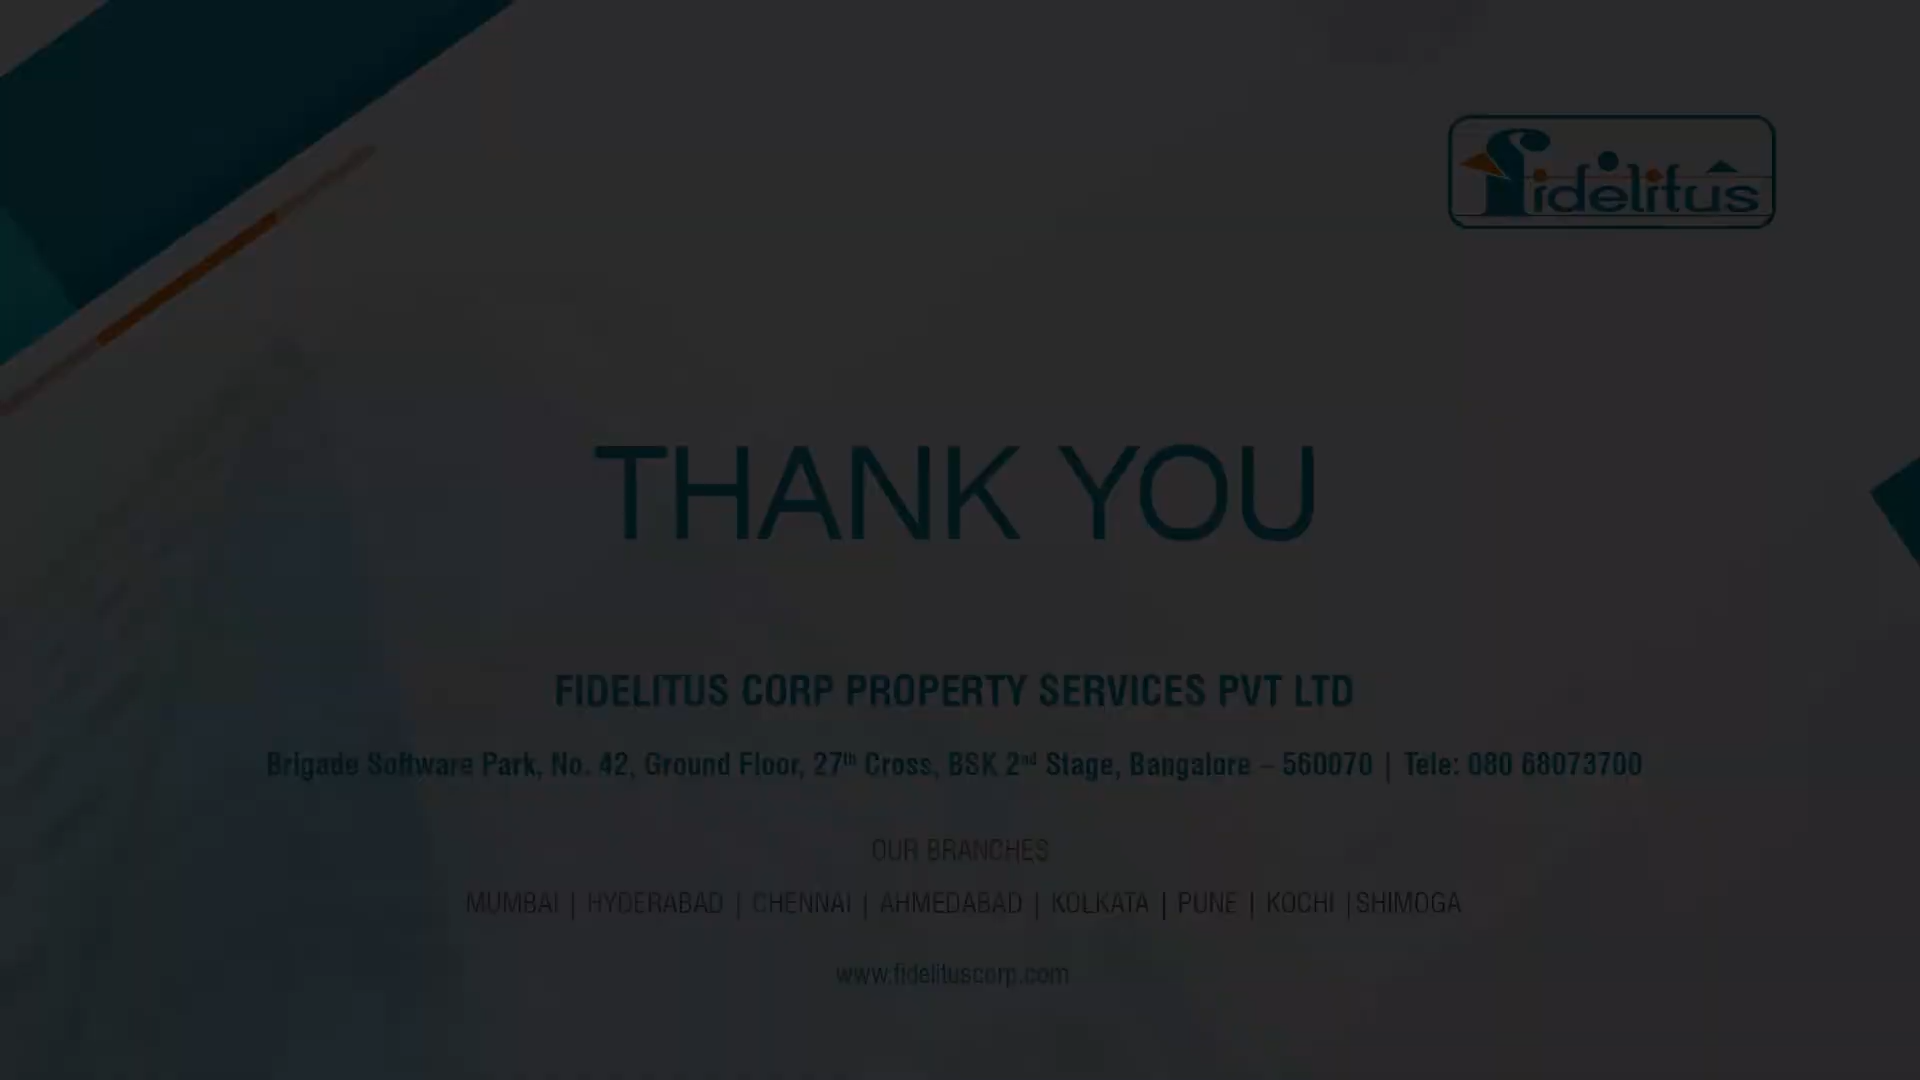 fidelitus
THANK YOU
FIDELITUS CORP PROPERTY SERVICES PVT LTD
Brigade Software Park, No. 42, Ground Floor, 27th Cross, BSK 2nd Stage, Bangalore – 560070 | Tele: 080 68073700
OUR BRANCHES
MUMBAI | HYDERABAD | CHENNAI | AHMEDABAD | KOLKATA | PUNE | KOCHI |SHIMOGA
www.fidelituscorp.com